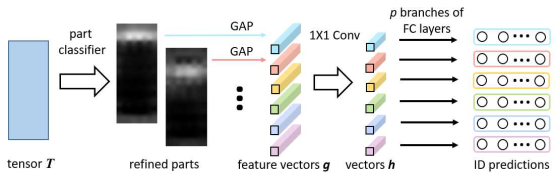 part
classifier
GAP
GAP
1X1 Conv
p branches of
FC layers
tensor T
refined parts
feature vectors g
vectors h
ID predictions